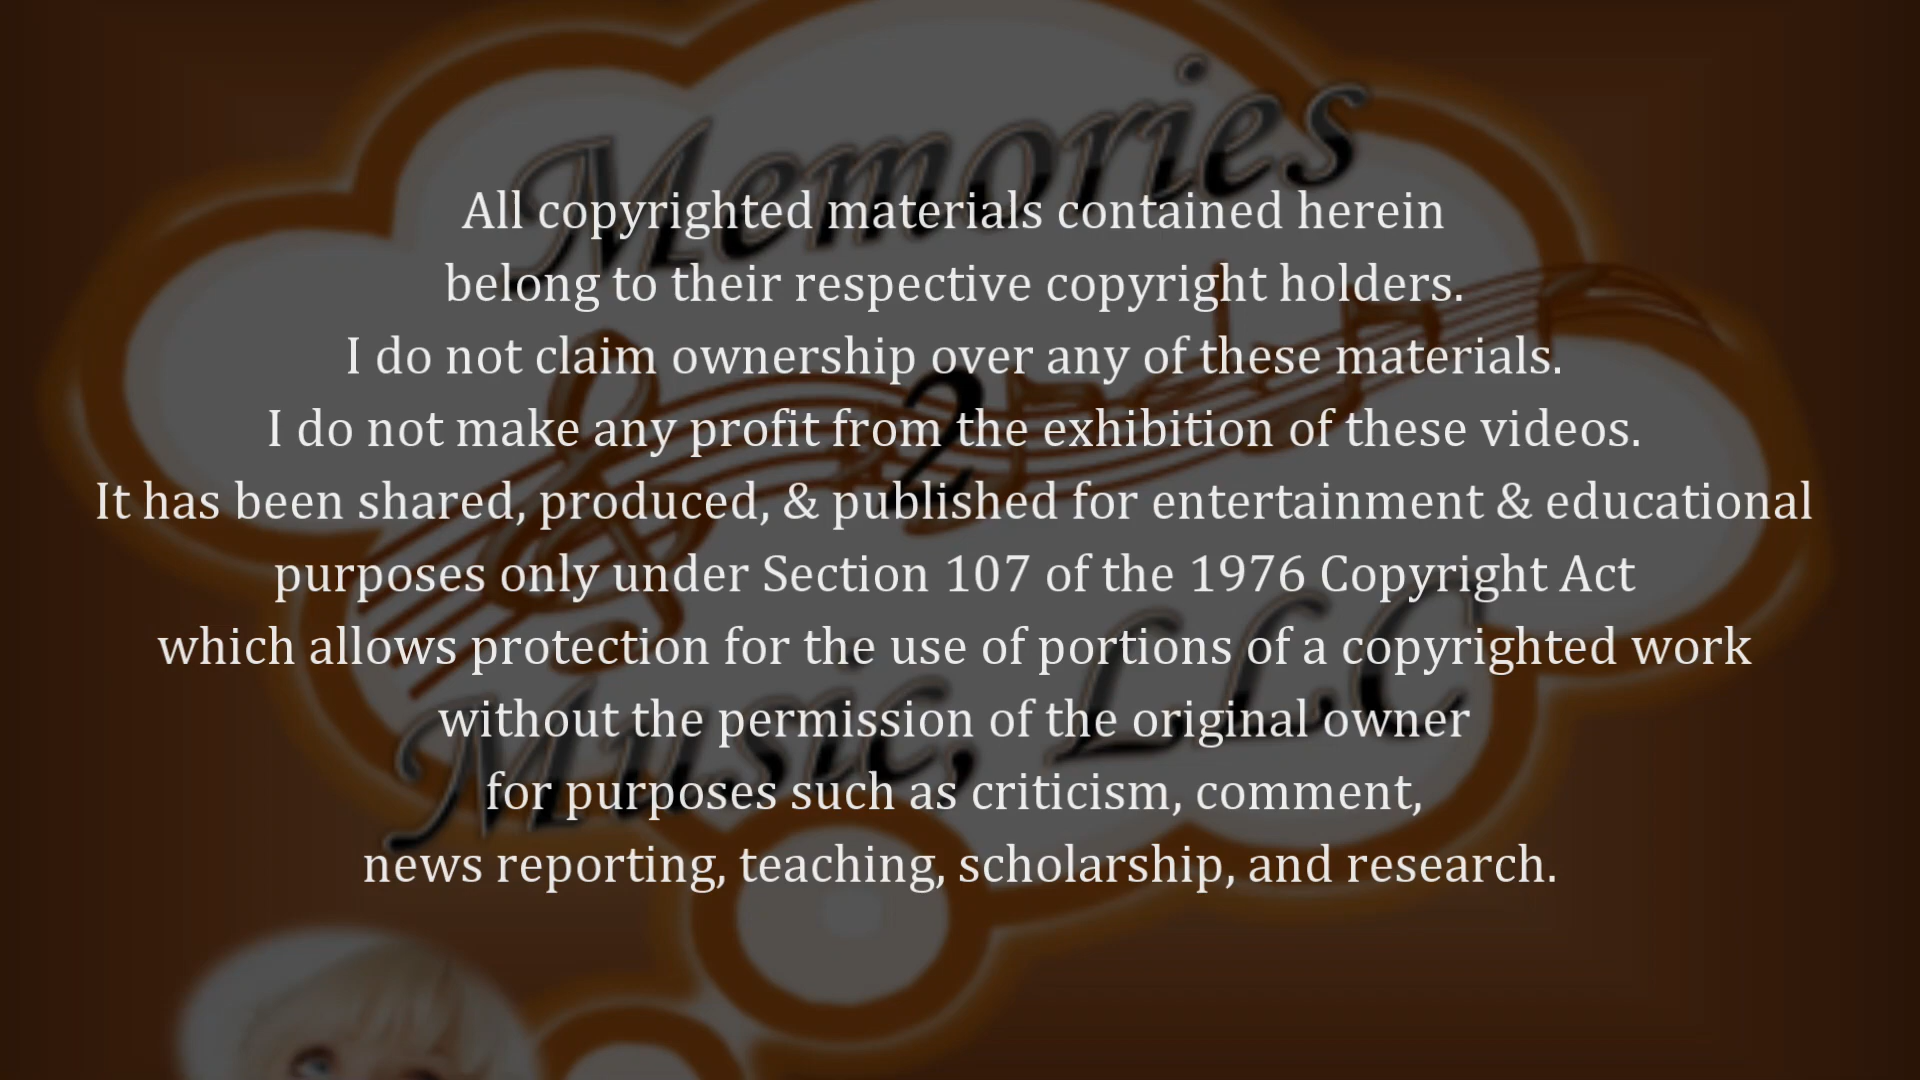 All copyrighted materials contained herein
belong to their respective copyright holders.
I do not claim ownership over any of these materials.
I do not make any profit from the exhibition of these videos.
It has been shared, produced, & published for entertainment & educational
purposes only under Section 107 of the 1976 Copyright Act
which allows protection for the use of portions of a copyrighted work
without the permission of the original owner
for purposes such as criticism, comment,
news reporting, teaching, scholarship, and research.
Memories
2
Music, LLC